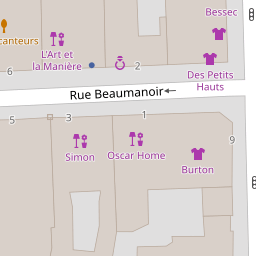 Bessec
canteurs
L'Art et
la Manière
6
2
Des Petits
Hauts
Rue Beaumanoir
5
3
1
9
Simon
Oscar Home
Burton